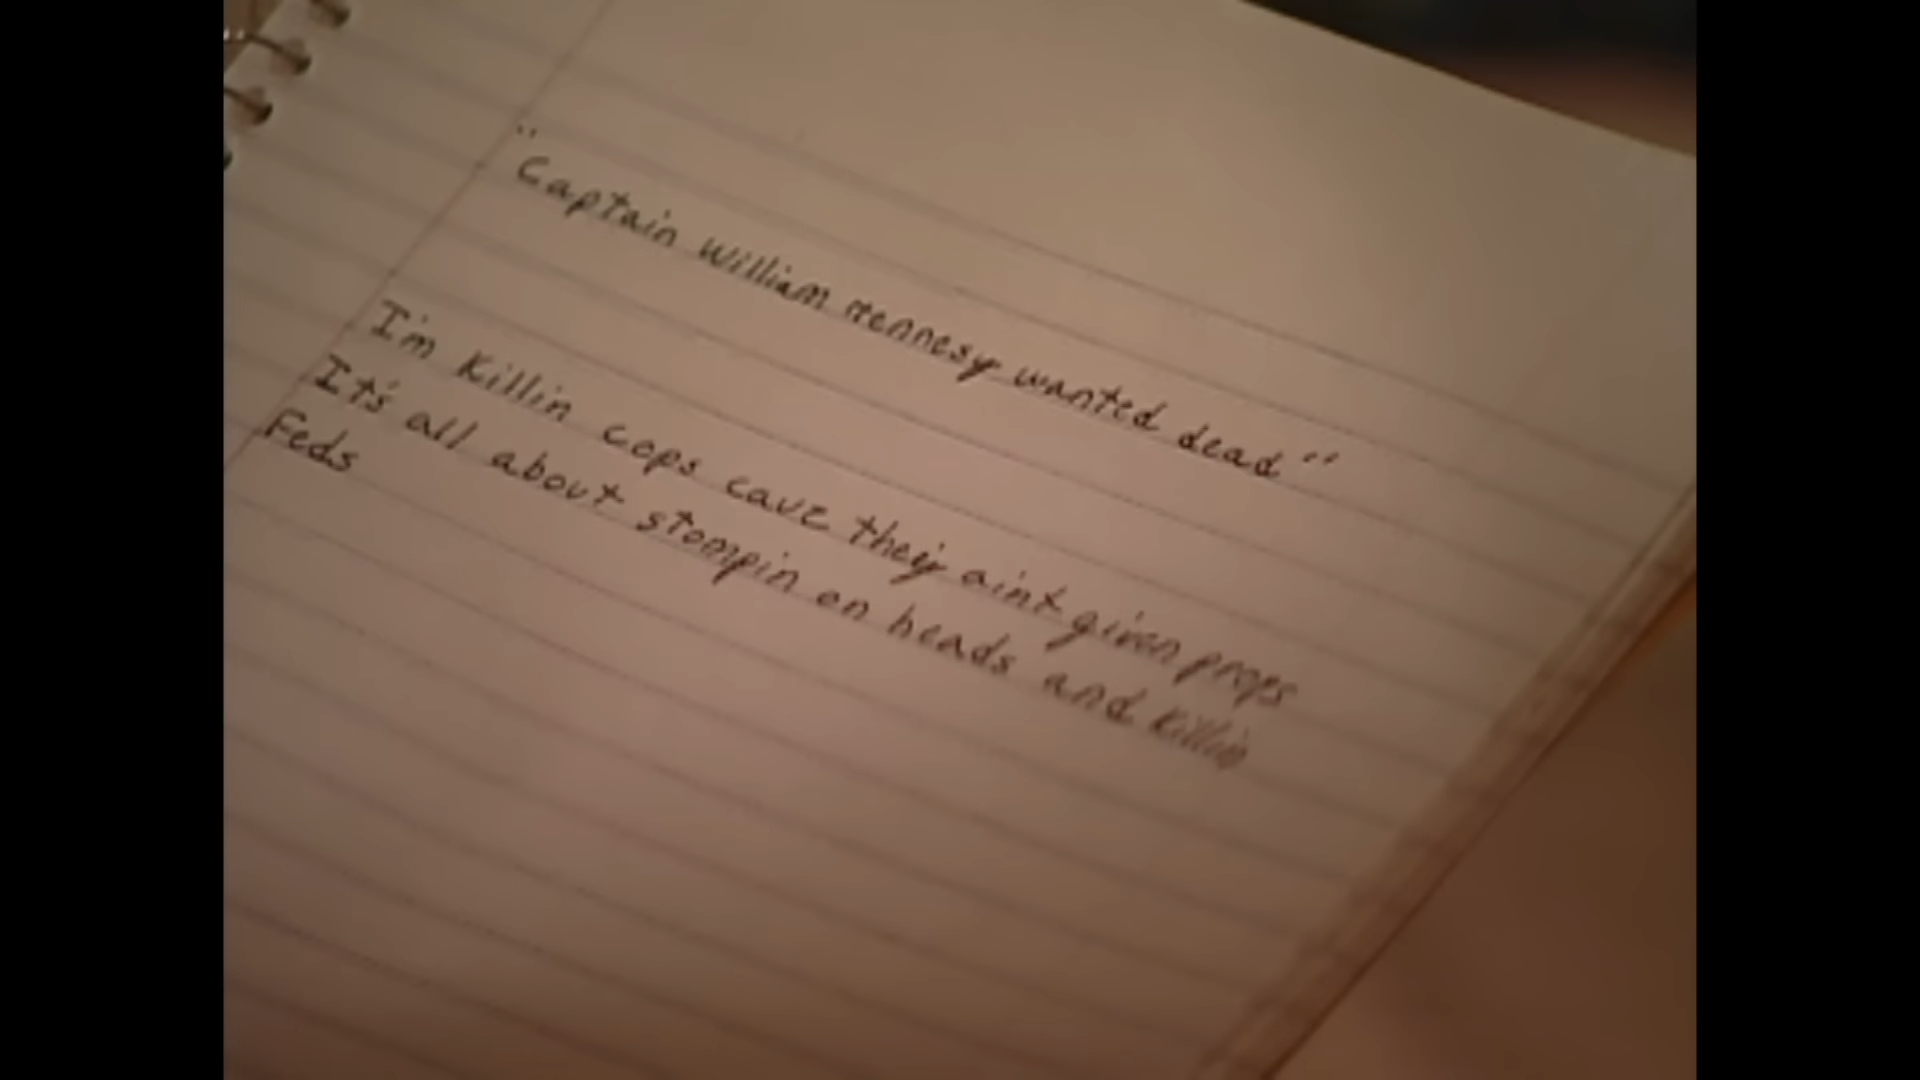 "Captain William Hennesy wanted dead"
I'm Killin cops cauz they aint given props
It's all about stompin on heads and Killin
Feds